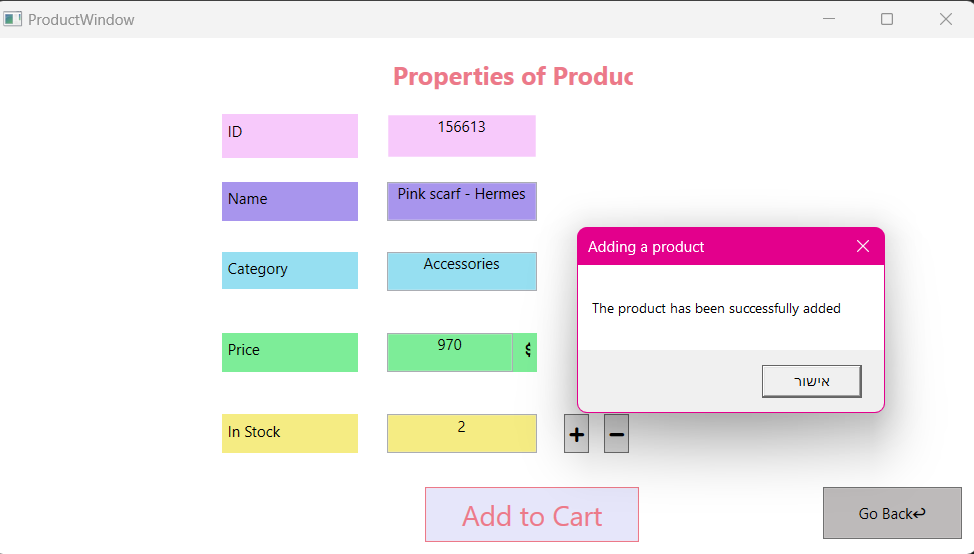 ProductWindow
Properties of Produc
ID
156613
Name
Pink scarf - Hermes
Category
Accessories
Adding a product
The product has been successfully added
אישור
Price
970
$
In Stock
2
+
−
Add to Cart
Go Back↩